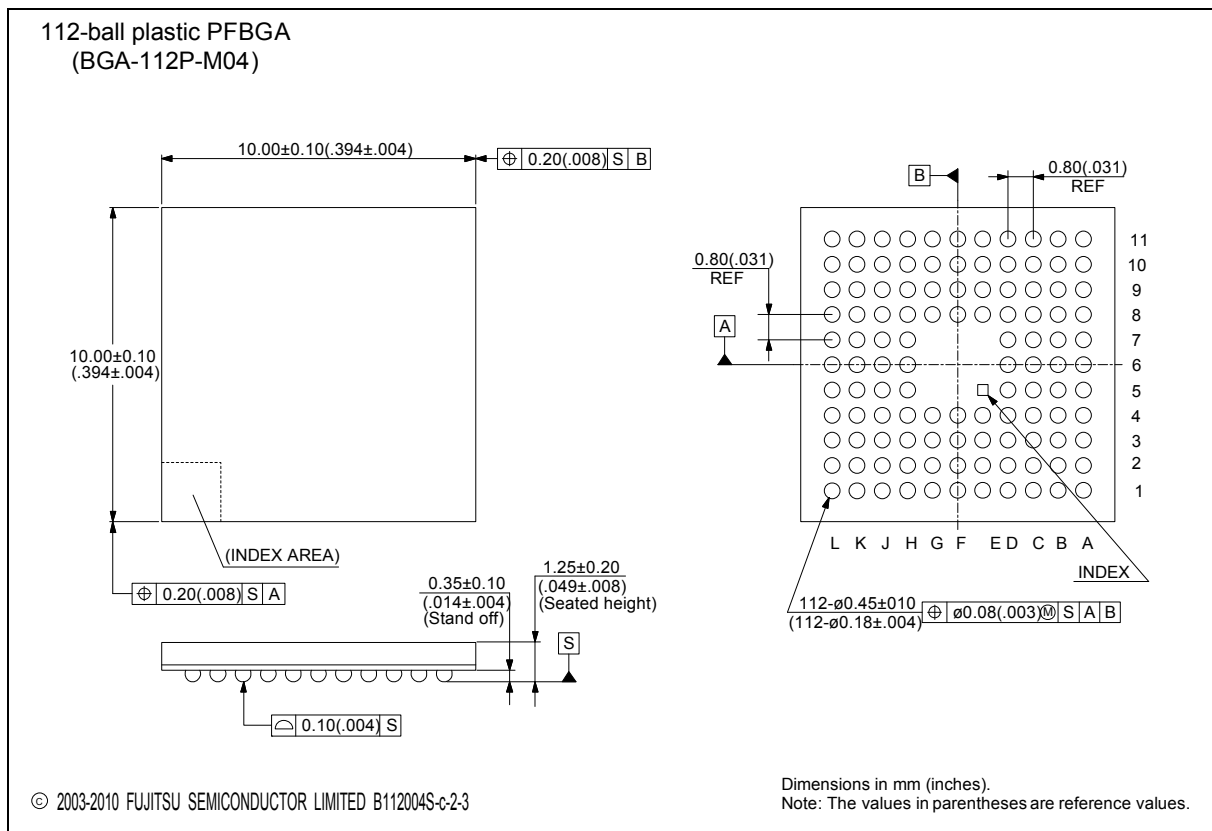 112-ball plastic PFBGA
(BGA-112P-M04)
10.00±0.10(.394±.004)
⌖ 0.20(.008) S B
10.00±0.10
(.394±.004)
(INDEX AREA)
⌖ 0.20(.008) S A
0.35±0.10
(.014±.004)
(Stand off)
1.25±0.20
(.049±.008)
(Seated height)
S
⌓ 0.10(.004) S
B
0.80(.031)
REF
0.80(.031)
REF
A
11
10
9
8
7
6
5
4
3
2
1
L K J H G F E D C B A
INDEX
112-ø0.45±010
(112-ø0.18±.004)
⌖ ø0.08(.003)Ⓜ S A B
© 2003-2010 FUJITSU SEMICONDUCTOR LIMITED B112004S-c-2-3
Dimensions in mm (inches).
Note: The values in parentheses are reference values.